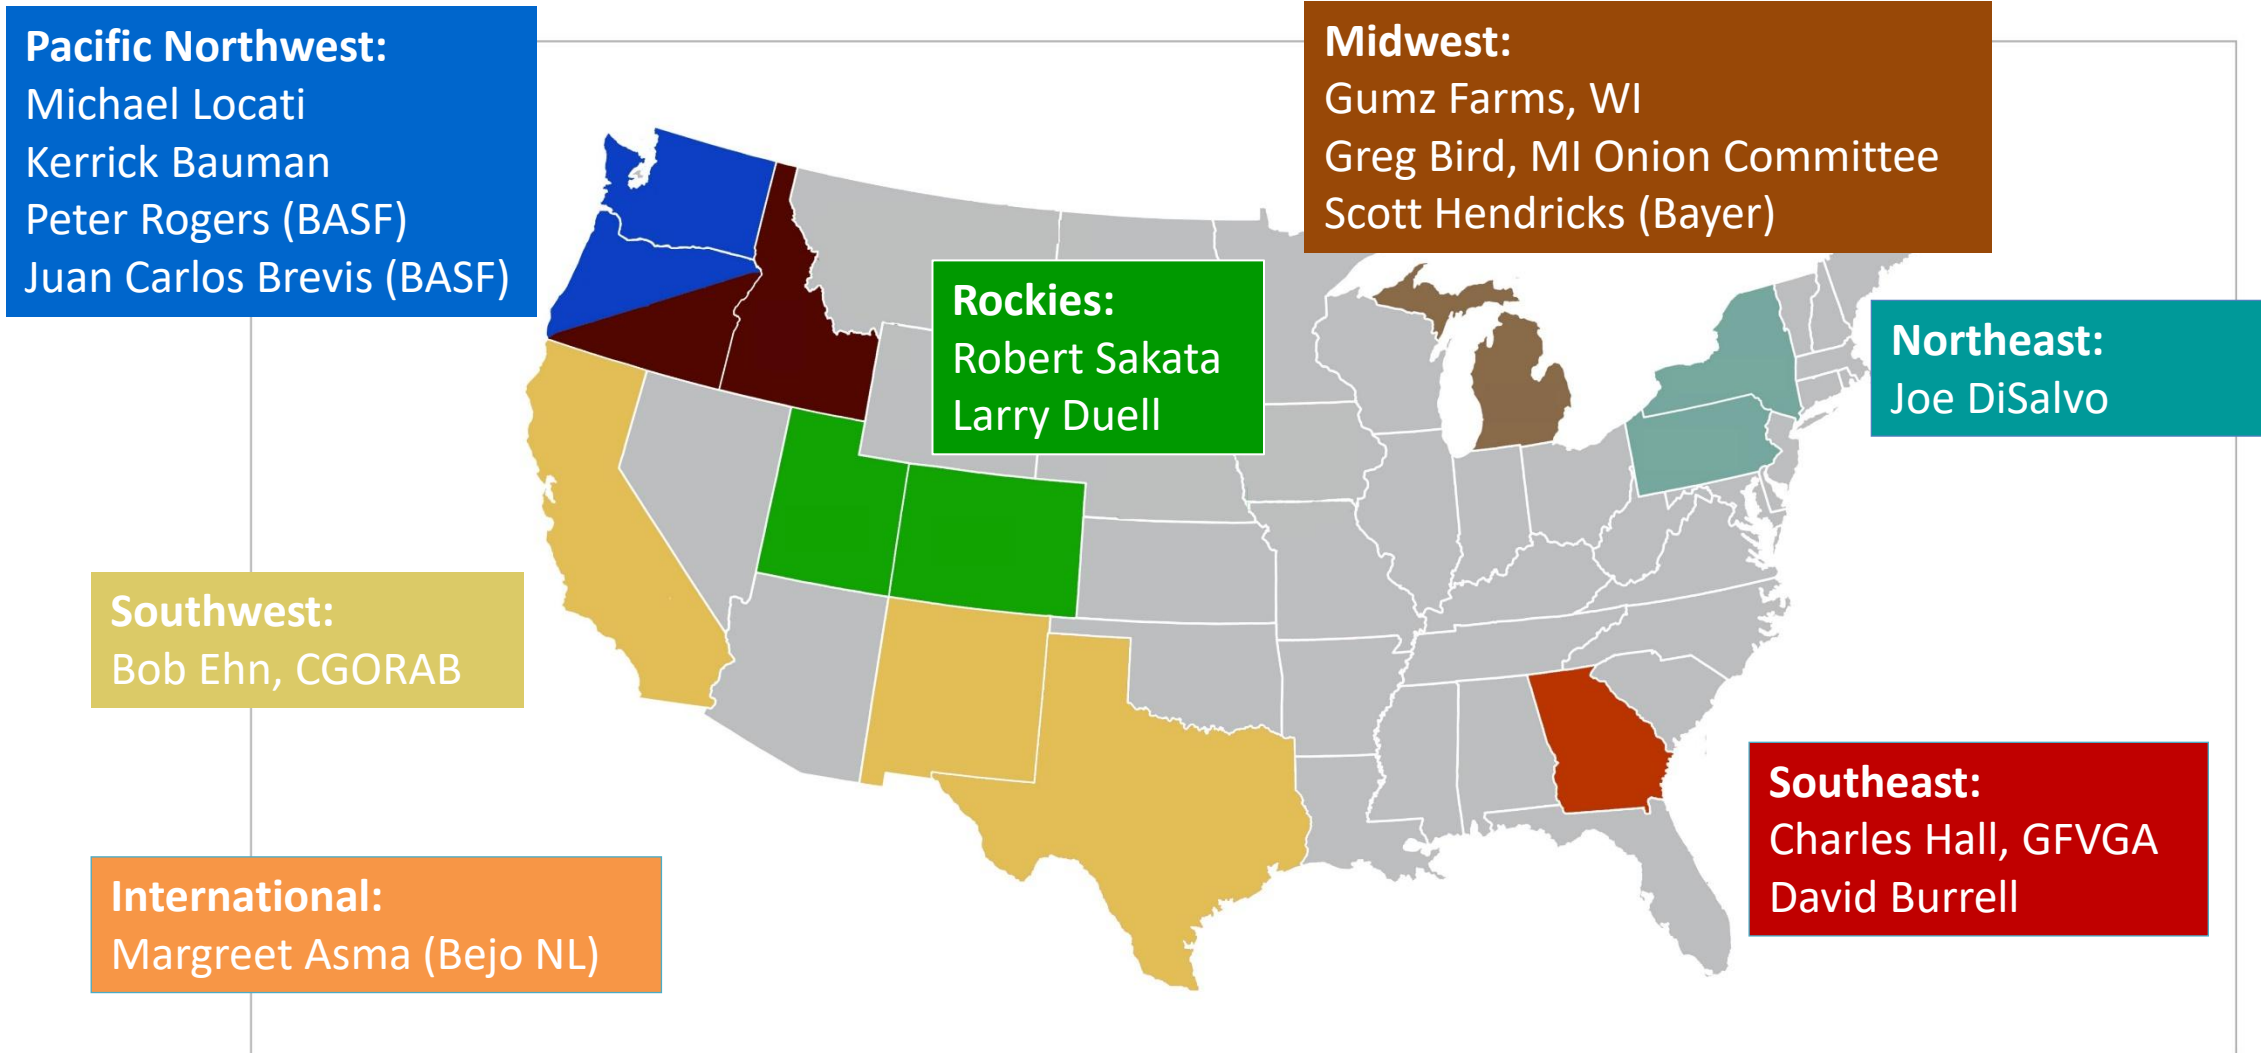 Pacific Northwest:
Michael Locati
Kerrick Bauman
Peter Rogers (BASF)
Juan Carlos Brevis (BASF)
Midwest:
Gumz Farms, WI
Greg Bird, MI Onion Committee
Scott Hendricks (Bayer)
Rockies:
Robert Sakata
Larry Duell
Northeast:
Joe DiSalvo
Southwest:
Bob Ehn, CGORAB
Southeast:
Charles Hall, GFVGA
David Burrell
International:
Margreet Asma (Bejo NL)